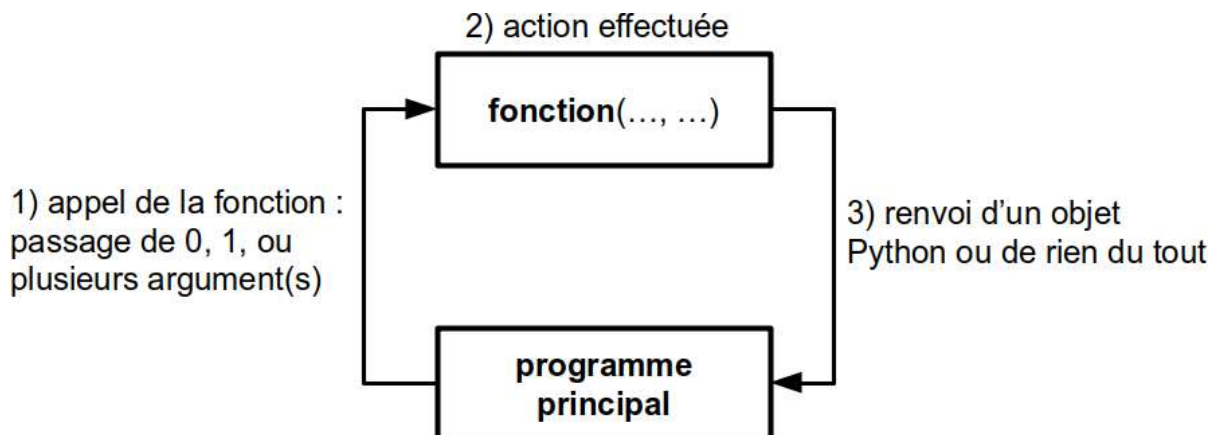 2) action effectuée
fonction(…, …)
1) appel de la fonction :
passage de 0, 1, ou
plusieurs argument(s)
3) renvoi d’un objet
Python ou de rien du tout
programme
principal